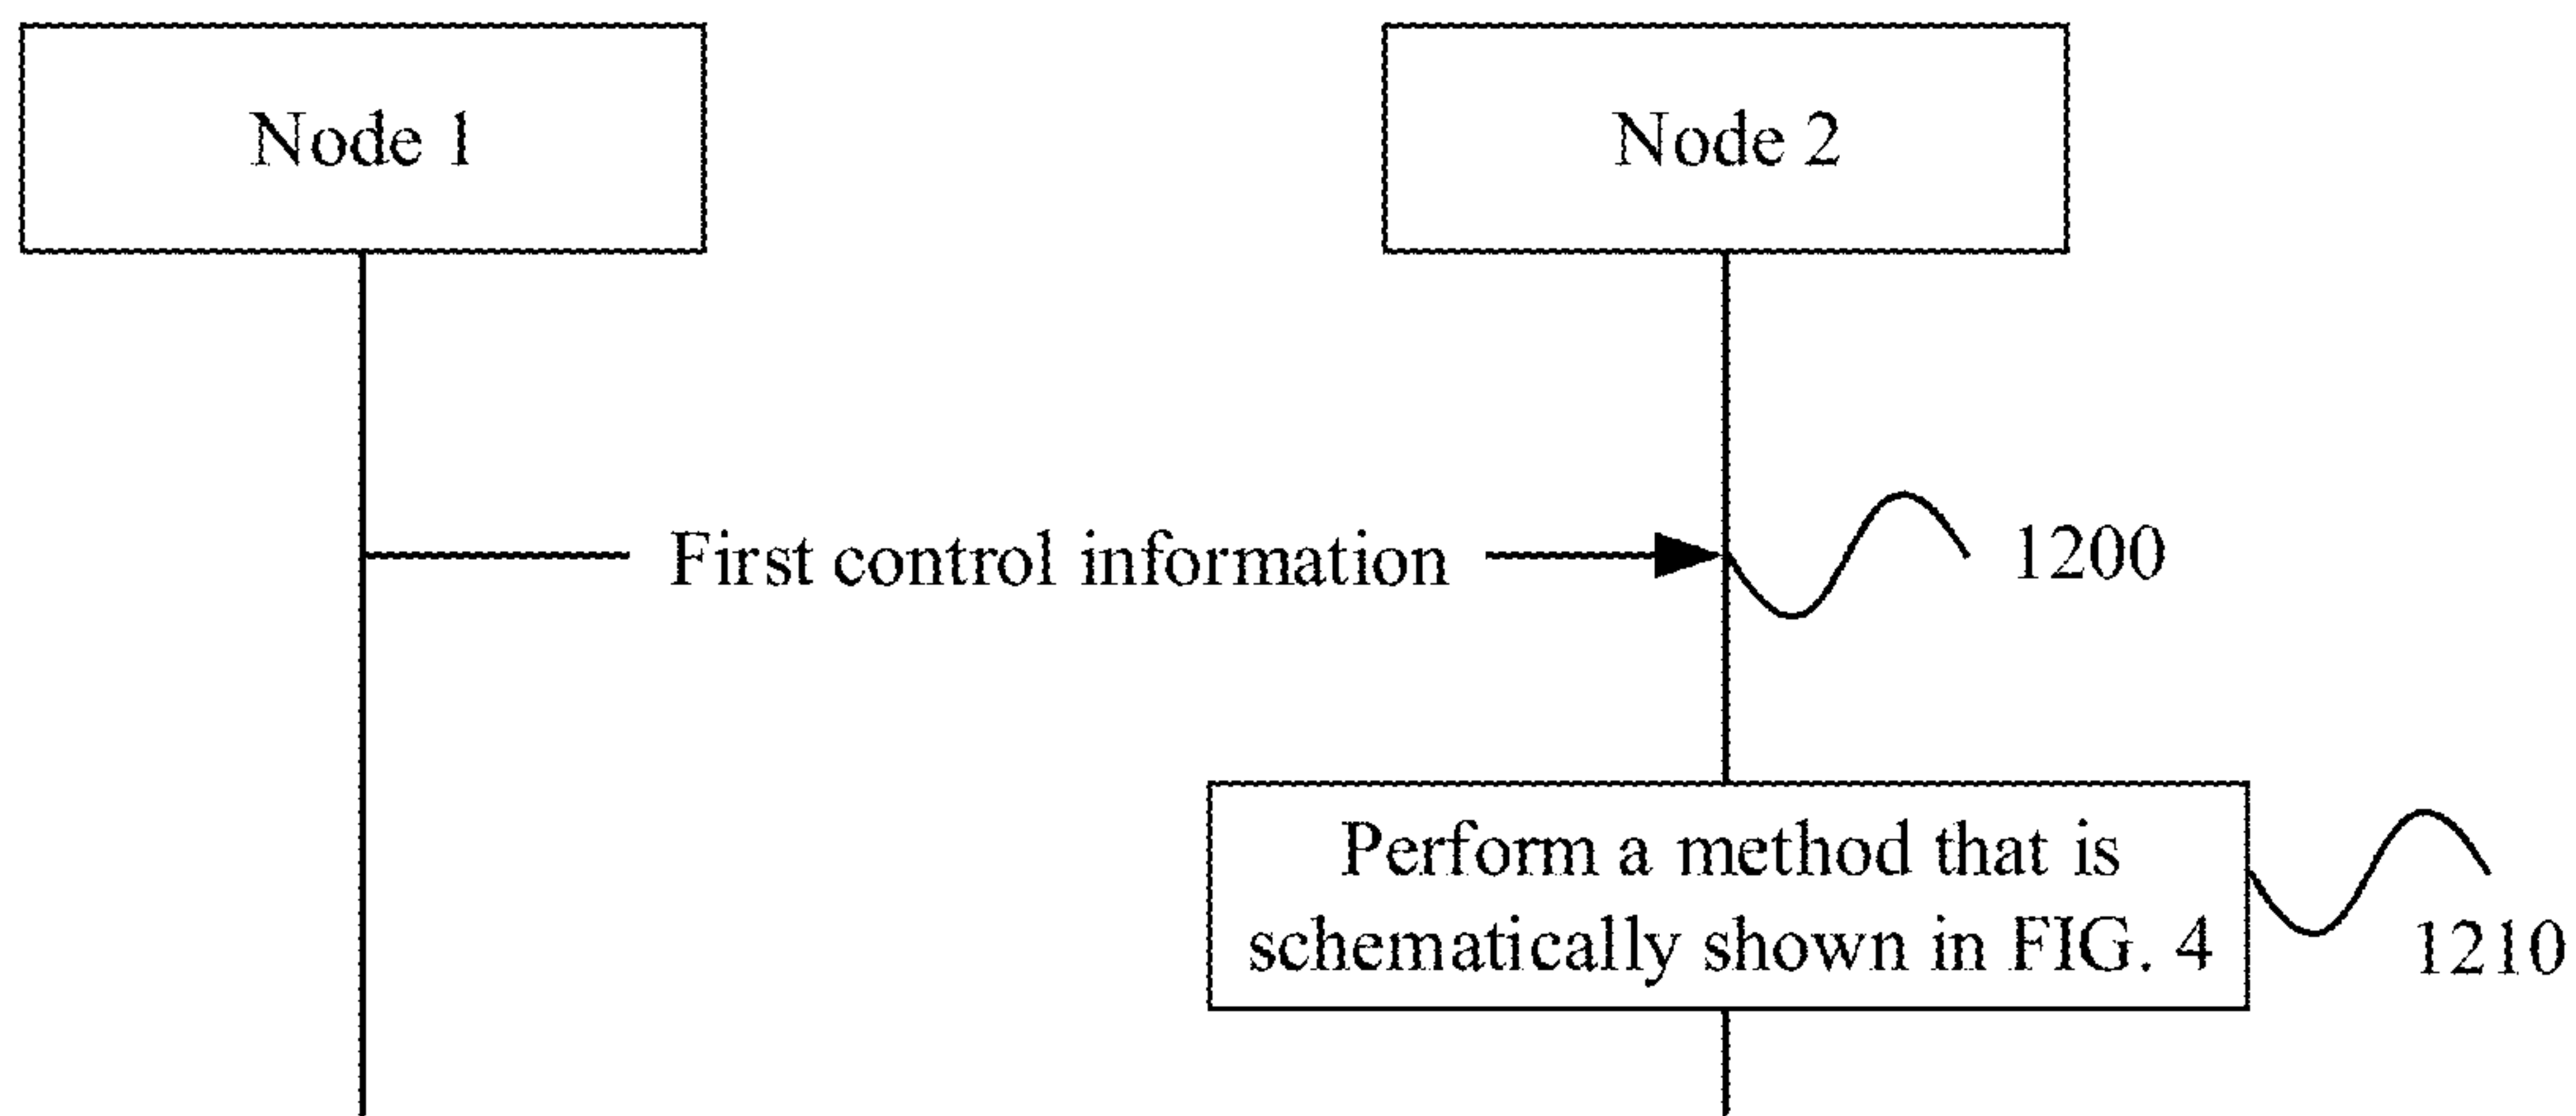 Node 1
Node 2
First control information
1200
Perform a method that is
schematically shown in FIG. 4
1210